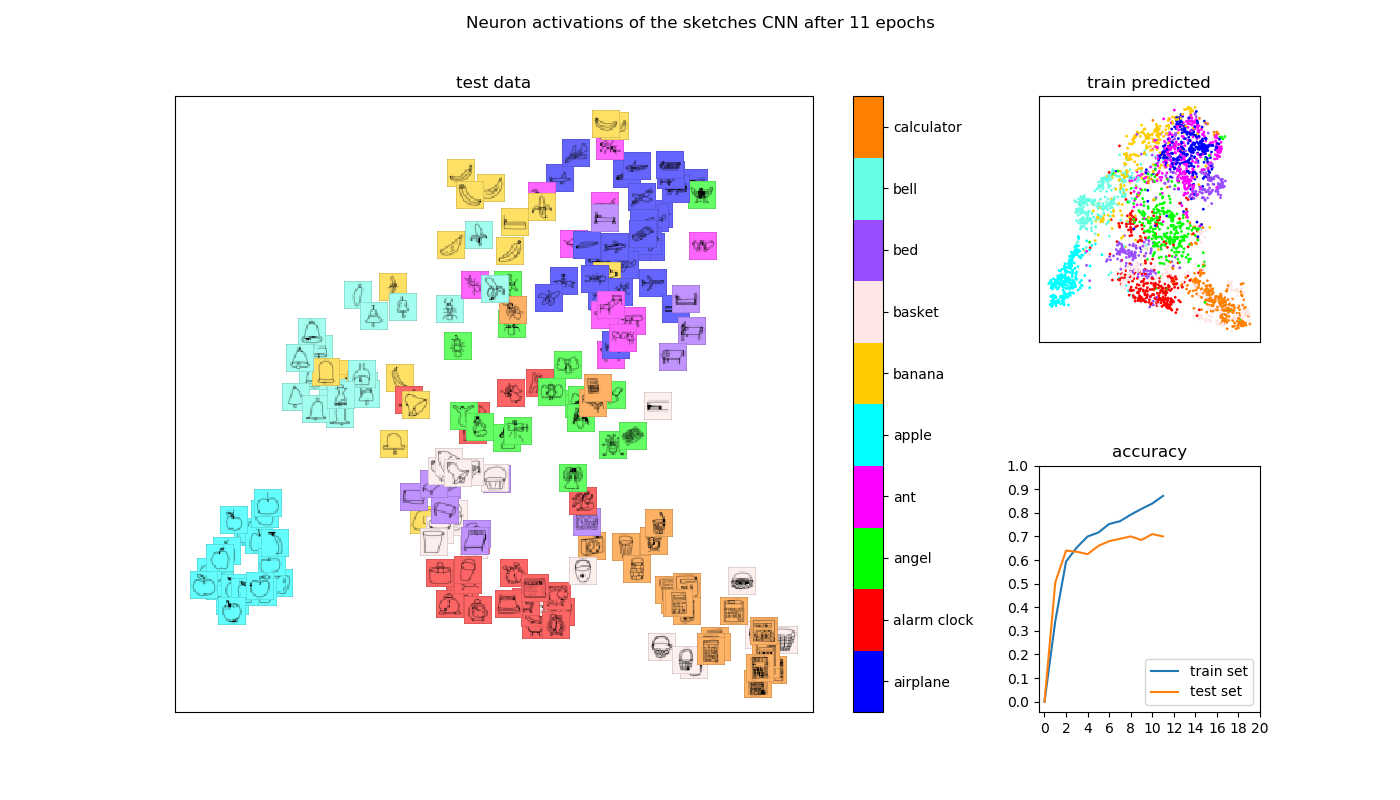 Neuron activations of the sketches CNN after 11 epochs
test data
calculator
bell
bed
basket
banana
apple
ant
angel
alarm clock
airplane
train predicted
accuracy
1.0
0.9
0.8
0.7
0.6
0.5
0.4
0.3
0.2
0.1
0.0
train set
test set
0 2 4 6 8 10 12 14 16 18 20